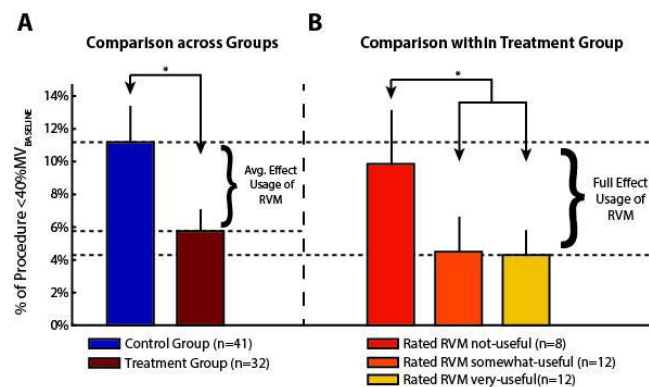 A
Comparison across Groups
B
Comparison within Treatment Group
% of Procedure <40%MV BASELINE
14%
12%
10%
8%
6%
4%
2%
0%
*
Avg. Effect
Usage of
RVM
*
Full Effect
Usage of
RVM
Control Group (n=41)
Treatment Group (n=32)
Rated RVM not-useful (n=8)
Rated RVM somewhat-useful (n=12)
Rated RVM very-useful(n=12)